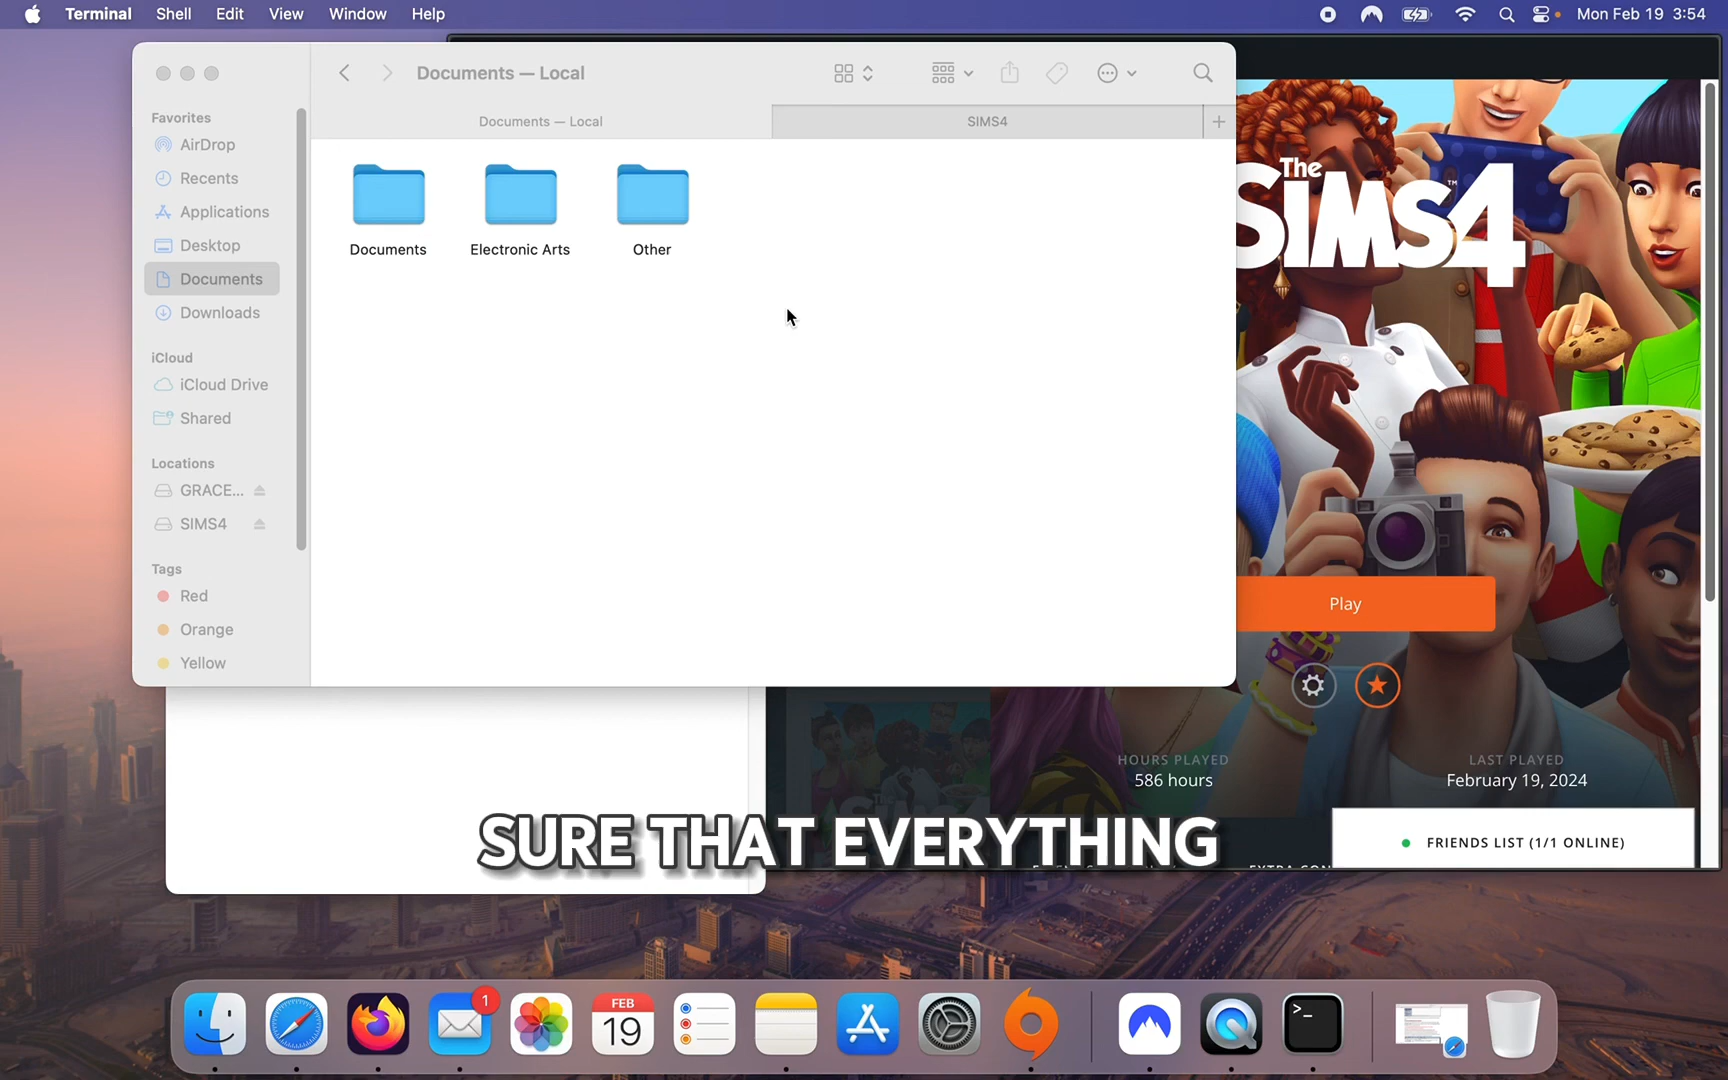 Terminal Shell Edit View Window Help
Mon Feb 19 3:54
Documents — Local
Documents — Local
SIMS4
Favorites
AirDrop
Recents
Applications
Desktop
Documents
Downloads
iCloud
iCloud Drive
Shared
Locations
GRACE...
SIMS4
Tags
Red
Orange
Yellow
Documents
Electronic Arts
Other
The
SIMS4
Play
HOURS PLAYED
586 hours
LAST PLAYED
February 19, 2024
FRIENDS LIST (1/1 ONLINE)
SURE THAT EVERYTHING
1
FEB
19
>_